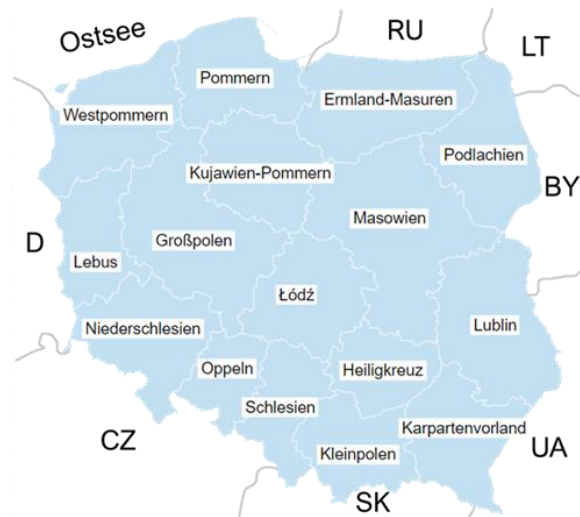 Ostsee
RU
LT
Pommern
Ermland-Masuren
Westpommern
Podlachien
Kujawien-Pommern
BY
Masowien
D
Großpolen
Lebus
Łódź
Niederschlesien
Lublin
Oppeln
Heiligkreuz
Schlesien
Karpartenvorland
CZ
Kleinpolen
UA
SK